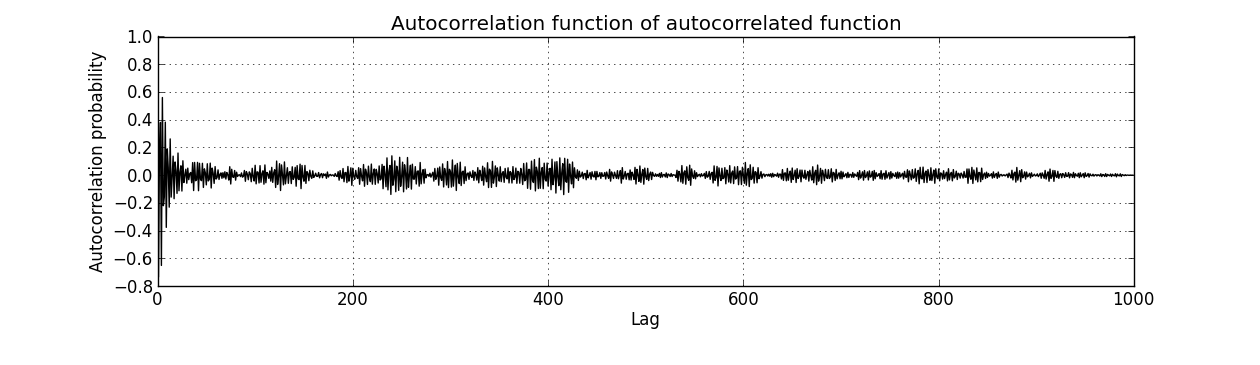 Autocorrelation function of autocorrelated function
1.0
0.8
0.6
0.4
0.2
0.0
−0.2
−0.4
−0.6
−0.8
Autocorrelation probability
0 200 400 600 800 1000
Lag